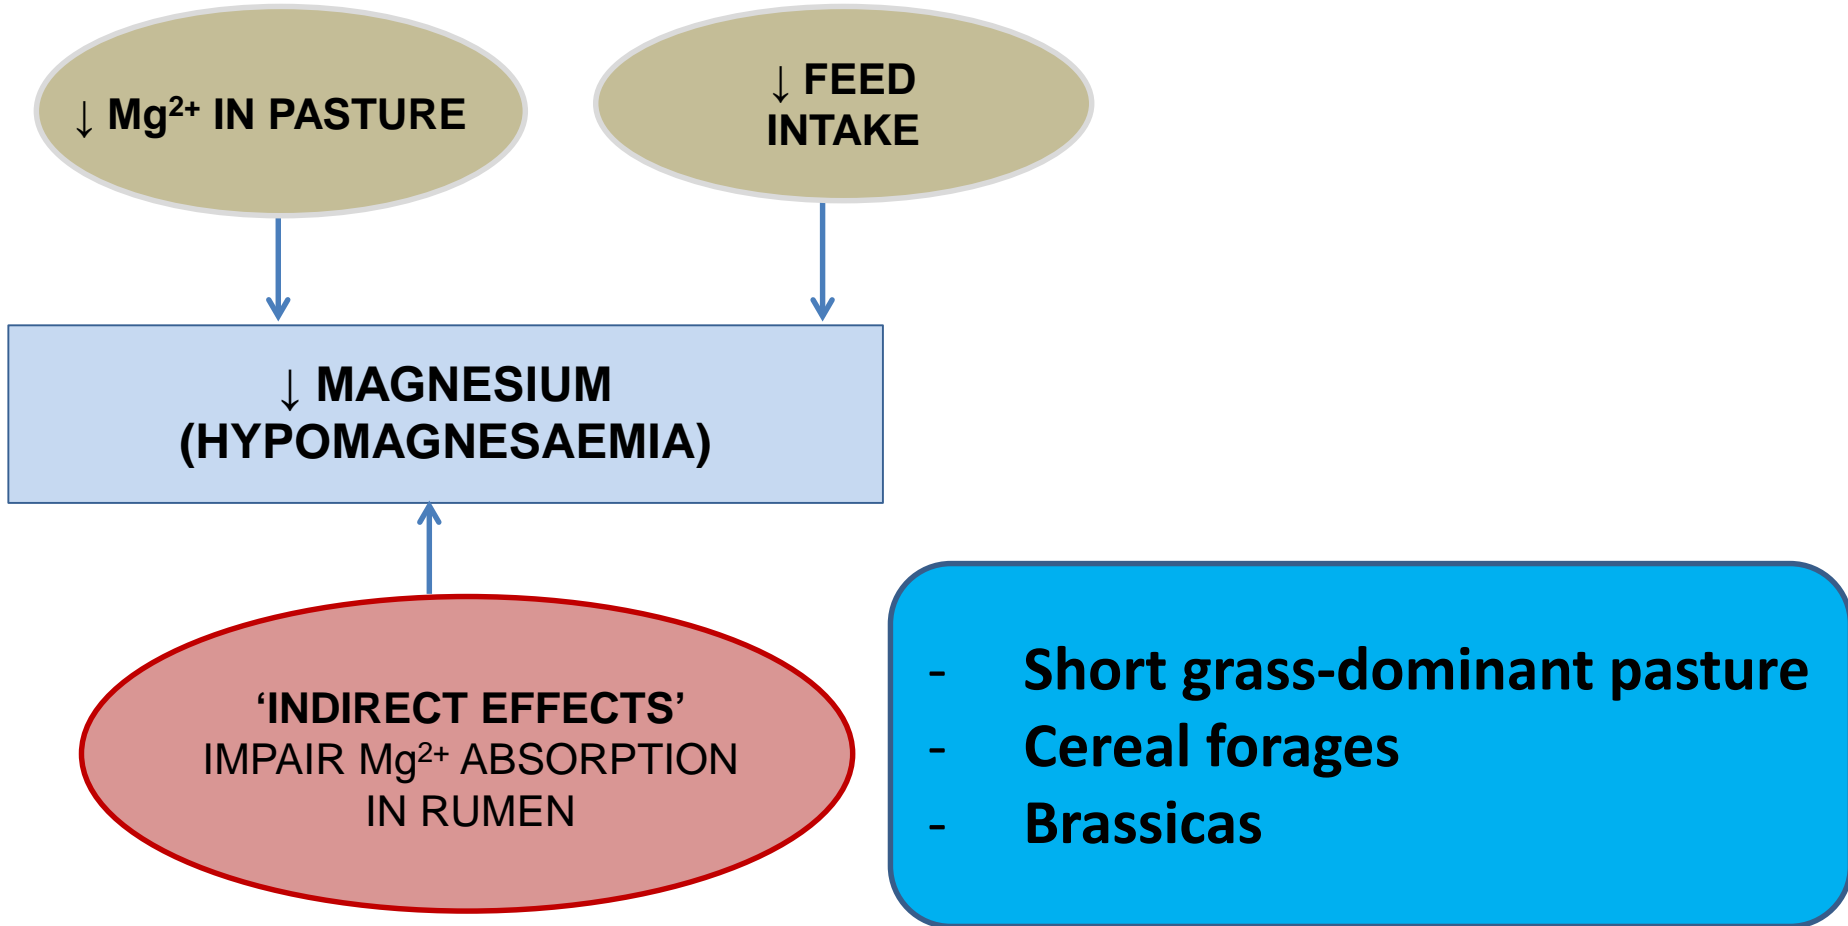 ↓ Mg²⁺ IN PASTURE
↓ FEED
INTAKE
↓ MAGNESIUM
(HYPOMAGNESAEMIA)
‘INDIRECT EFFECTS’
IMPAIR Mg²⁺ ABSORPTION
IN RUMEN
- Short grass-dominant pasture
- Cereal forages
- Brassicas